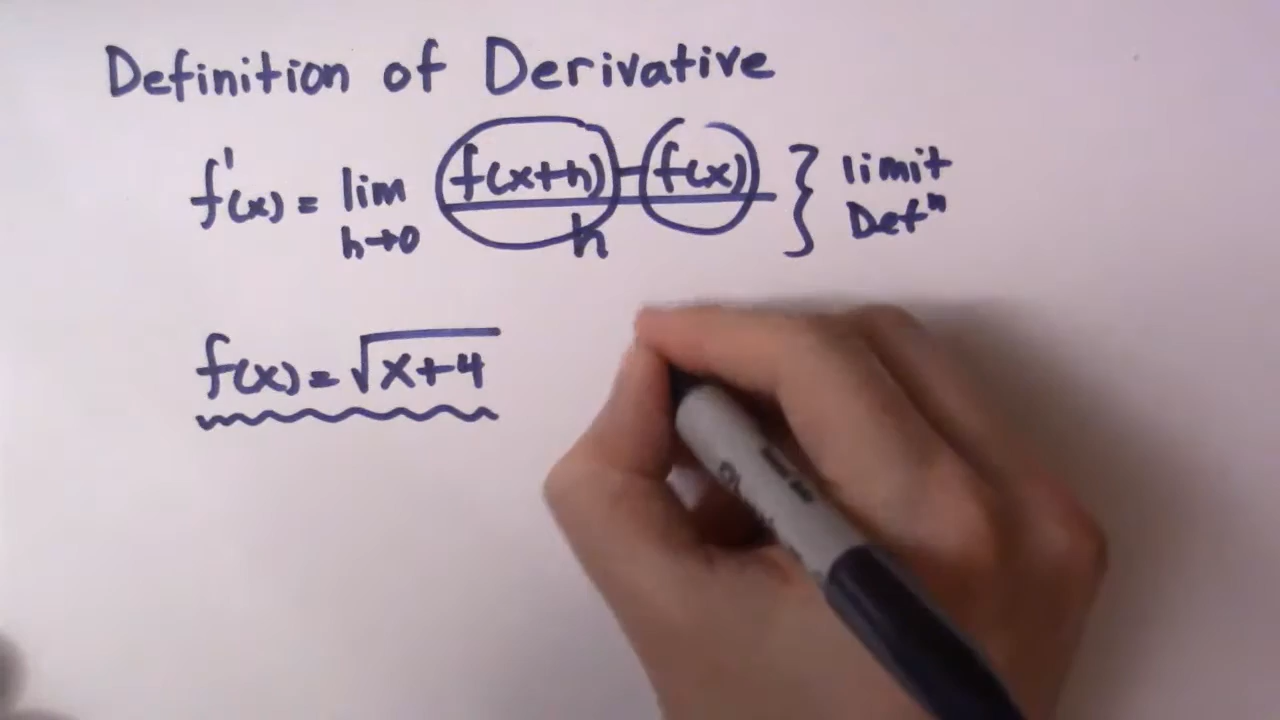 Definition of Derivative
f'(x) = lim h→0 f(x+h) - f(x) / h } limit Defⁿ
f(x) = √x+4